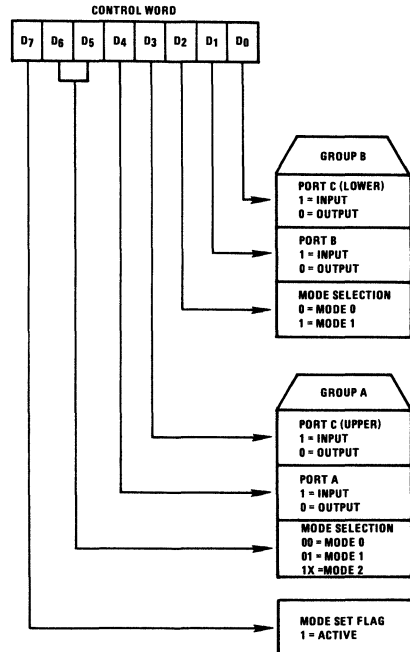 CONTROL WORD
D7 D6 D5 D4 D3 D2 D1 D0
GROUP B
PORT C (LOWER)
1 = INPUT
0 = OUTPUT
PORT B
1 = INPUT
0 = OUTPUT
MODE SELECTION
0 = MODE 0
1 = MODE 1
GROUP A
PORT C (UPPER)
1 = INPUT
0 = OUTPUT
PORT A
1 = INPUT
0 = OUTPUT
MODE SELECTION
00 = MODE 0
01 = MODE 1
1X =MODE 2
MODE SET FLAG
1 = ACTIVE